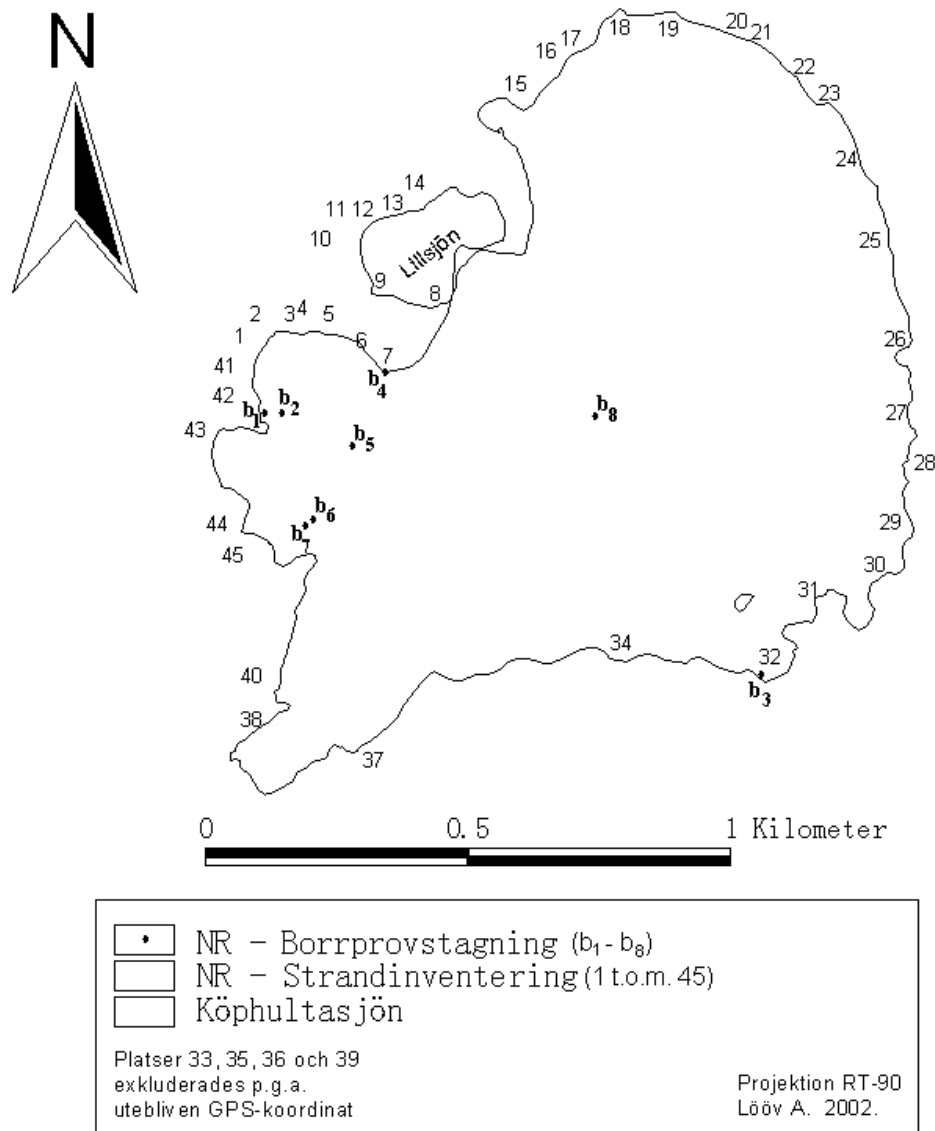 N
18
19
20
21
16
17
22
15
23
24
14
11
12
13
10
25
Lillsjön
9
8
2
3
4
5
1
6
26
7
41
b4
42
b1
b2
b8
27
43
b5
28
44
b6
29
b7
45
30
31
34
32
40
b3
38
37
0
0.5
1 Kilometer
NR - Borrprovstagning (b1 - b8)
NR - Strandinventering (1 t.o.m. 45)
Köphultasjön
Platser 33, 35, 36 och 39
exkluderades p.g.a.
utebliven GPS-koordinat
Projektion RT-90
Lööv A. 2002.